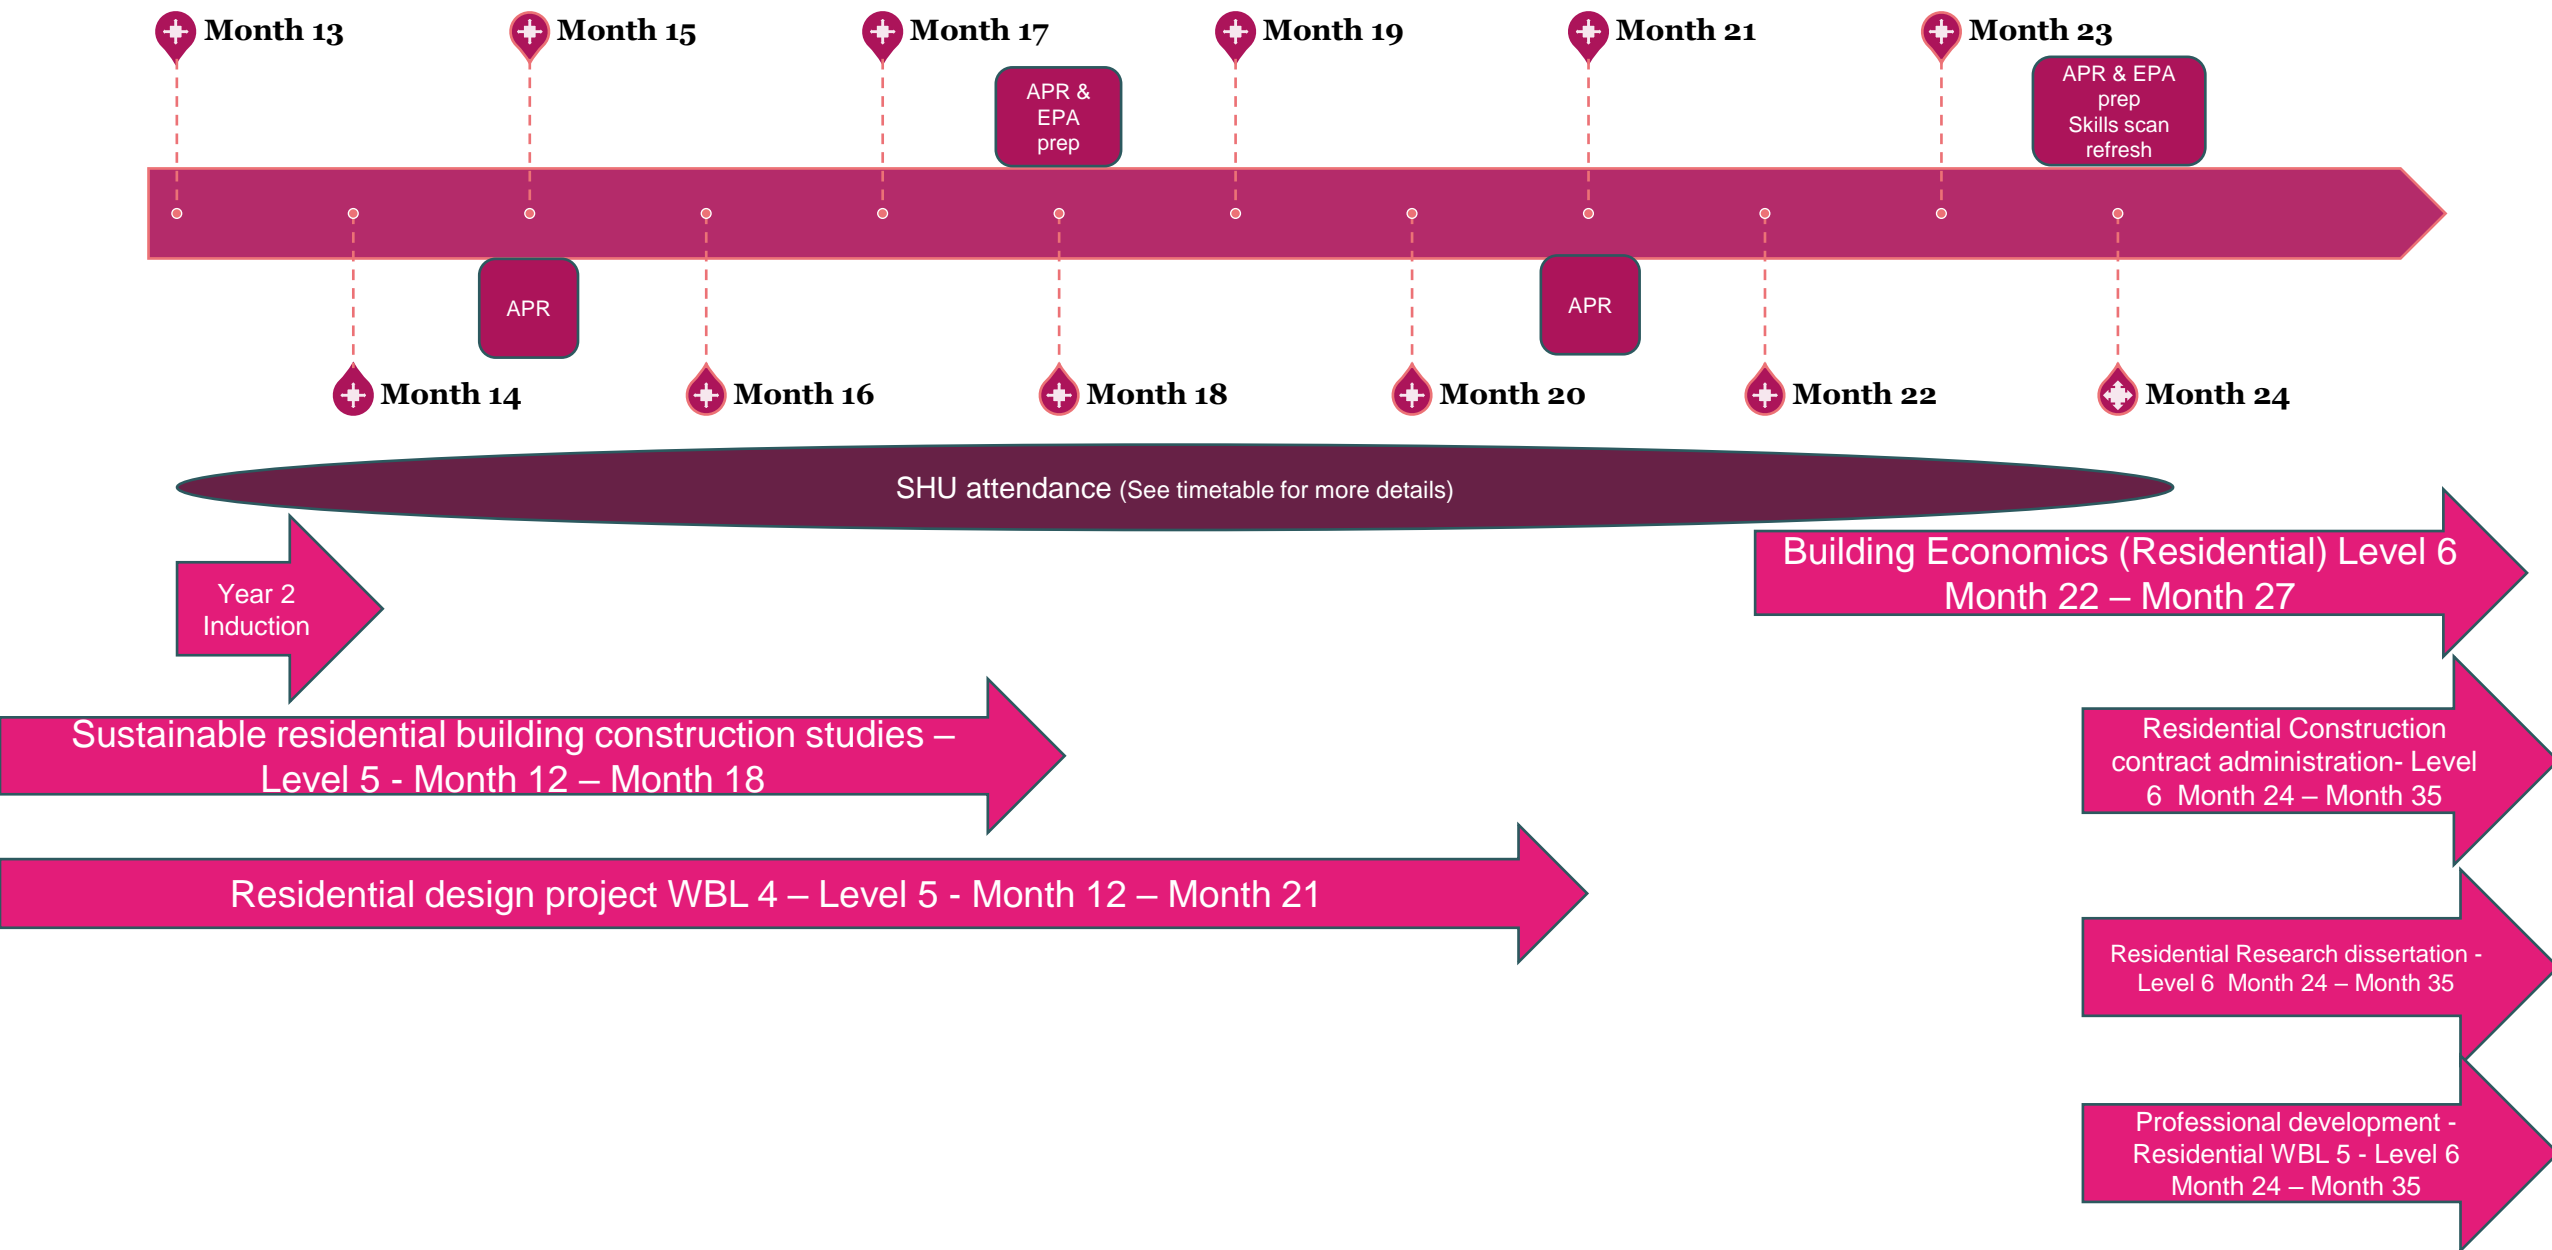 Month 13
Month 15
Month 17
Month 19
Month 21
Month 23
APR &
EPA
prep
APR & EPA
prep
Skills scan
refresh
APR
APR
Month 14
Month 16
Month 18
Month 20
Month 22
Month 24
SHU attendance (See timetable for more details)
Building Economics (Residential) Level 6
Month 22 – Month 27
Year 2
Induction
Sustainable residential building construction studies –
Level 5 - Month 12 – Month 18
Residential Construction
contract administration- Level
6 Month 24 – Month 35
Residential design project WBL 4 – Level 5 - Month 12 – Month 21
Residential Research dissertation -
Level 6 Month 24 – Month 35
Professional development -
Residential WBL 5 - Level 6
Month 24 – Month 35